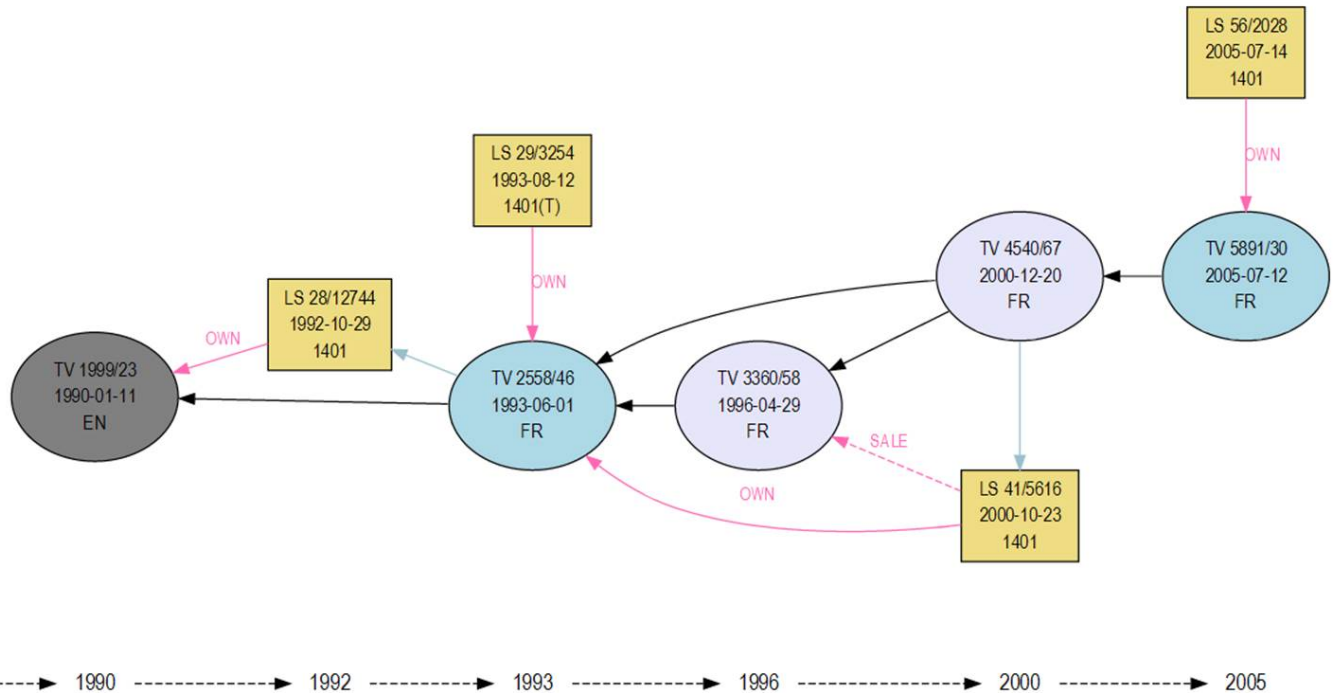 LS 56/2028
2005-07-14
1401
OWN
LS 29/3254
1993-08-12
1401(T)
OWN
TV 4540/67
2000-12-20
FR
TV 5891/30
2005-07-12
FR
LS 28/12744
1992-10-29
1401
OWN
TV 1999/23
1990-01-11
EN
TV 2558/46
1993-06-01
FR
TV 3360/58
1996-04-29
FR
SALE
OWN
LS 41/5616
2000-10-23
1401
1990
1992
1993
1996
2000
2005